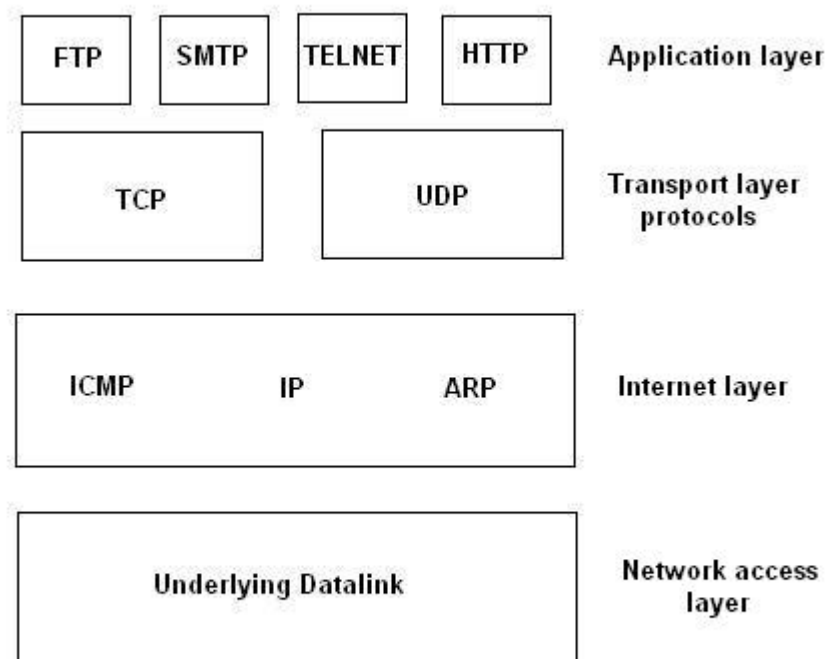 FTP SMTP TELNET HTTP Application layer
TCP UDP Transport layer
protocols
ICMP IP ARP Internet layer
Underlying Datalink Network access
layer